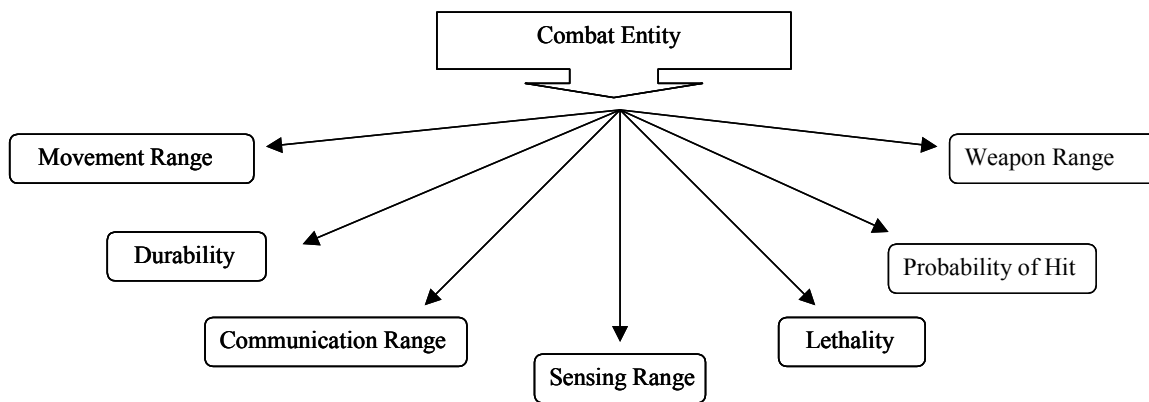 Combat Entity
Movement Range
Weapon Range
Durability
Probability of Hit
Communication Range
Lethality
Sensing Range